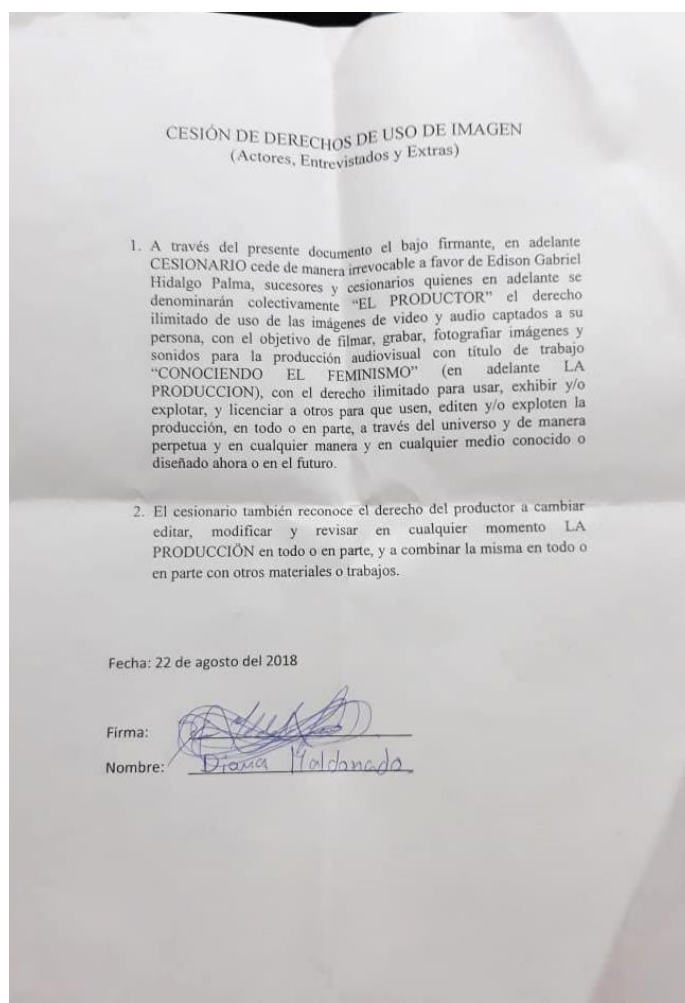 CESIÓN DE DERECHOS DE USO DE IMAGEN
(Actores, Entrevistados y Extras)
1. A través del presente documento el bajo firmante, en adelante
CESIONARIO cede de manera irrevocable a favor de Edison Gabriel
Hidalgo Palma, sucesores y cesionarios quienes en adelante se
denominarán colectivamente “EL PRODUCTOR” el derecho
ilimitado de uso de las imágenes de video y audio captados a su
persona, con el objetivo de filmar, grabar, fotografiar imágenes y
sonidos para la producción audiovisual con título de trabajo
“CONOCIENDO EL FEMINISMO” (en adelante LA
PRODUCCION), con el derecho ilimitado para usar, exhibir y/o
explotar, y licenciar a otros para que usen, editen y/o exploten la
producción, en todo o en parte, a través del universo y de manera
perpetua y en cualquier manera y en cualquier medio conocido o
diseñado ahora o en el futuro.
2. El cesionario también reconoce el derecho del productor a cambiar
editar, modificar y revisar en cualquier momento LA
PRODUCCIÖN en todo o en parte, y a combinar la misma en todo o
en parte con otros materiales o trabajos.
Fecha: 22 de agosto del 2018
Firma:
Nombre: Diana Maldonado